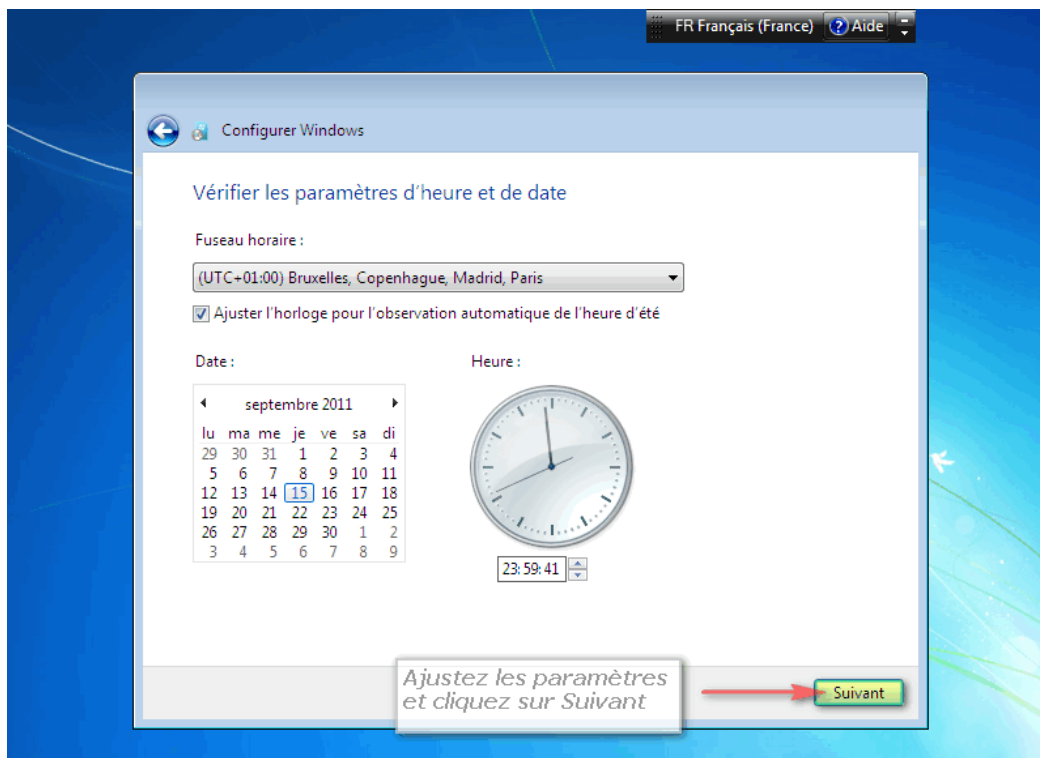 FR Français (France) Aide
Configurer Windows
Vérifier les paramètres d'heure et de date
Fuseau horaire :
(UTC+01:00) Bruxelles, Copenhague, Madrid, Paris
Ajuster l'horloge pour l'observation automatique de l'heure d'été
Date :
septembre 2011
lu ma me je ve sa di
29 30 31 1 2 3 4
5 6 7 8 9 10 11
12 13 14 15 16 17 18
19 20 21 22 23 24 25
26 27 28 29 30 1 2
3 4 5 6 7 8 9
Heure :
23:59:41
Ajustez les paramètres
et cliquez sur Suivant
Suivant